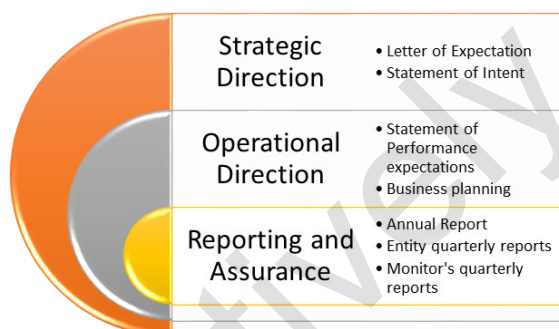 Strategic
Direction
• Letter of Expectation
• Statement of Intent
Operational
Direction
• Statement of
Performance
expectations
• Business planning
Reporting and
Assurance
• Annual Report
• Entity quarterly reports
• Monitor's quarterly
reports
tively